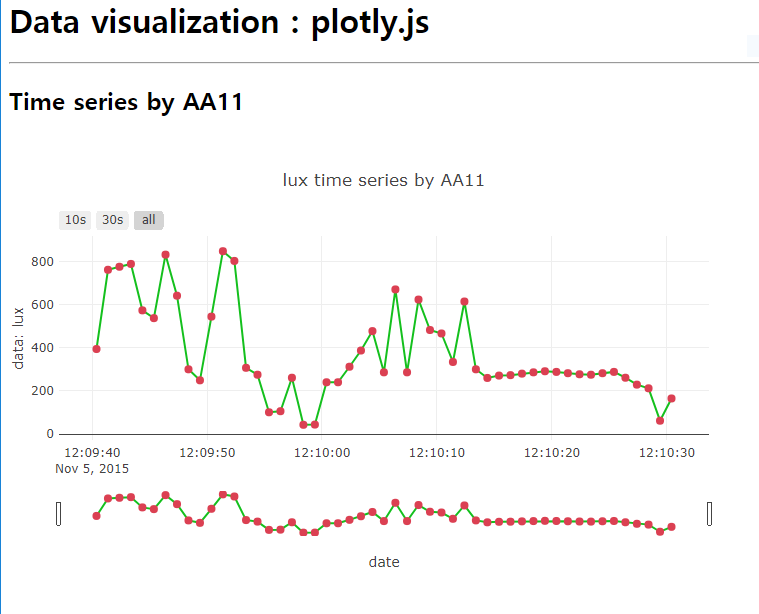 Data visualization : plotly.js
Time series by AA11
lux time series by AA11
10s 30s all
data: lux
800
600
400
200
0
12:09:40 12:09:50 12:10:00 12:10:10 12:10:20 12:10:30
Nov 5, 2015
date